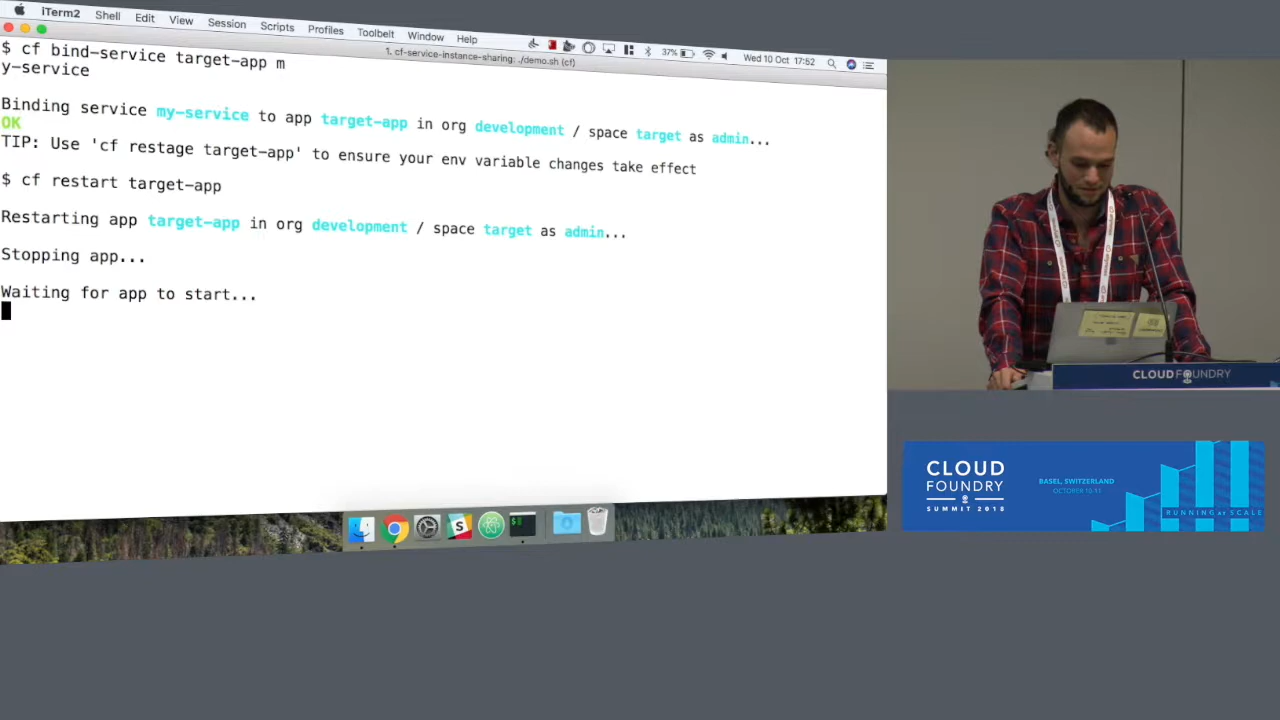 iTerm2 Shell Edit View Session Scripts Profiles Toolbelt Window Help 37% Wed 10 Oct 17:52
1. cf-service-instance-sharing: ./demo.sh (cf)
$ cf bind-service target-app m
y-service
Binding service my-service to app target-app in org development / space target as admin...
OK
TIP: Use 'cf restage target-app' to ensure your env variable changes take effect
$ cf restart target-app
Restarting app target-app in org development / space target as admin...
Stopping app...
Waiting for app to start...
CLOUD FOUNDRY
CLOUD
FOUNDRY
SUMMIT 2018
BASEL, SWITZERLAND
OCTOBER 10-11
RUNNING AT SCALE